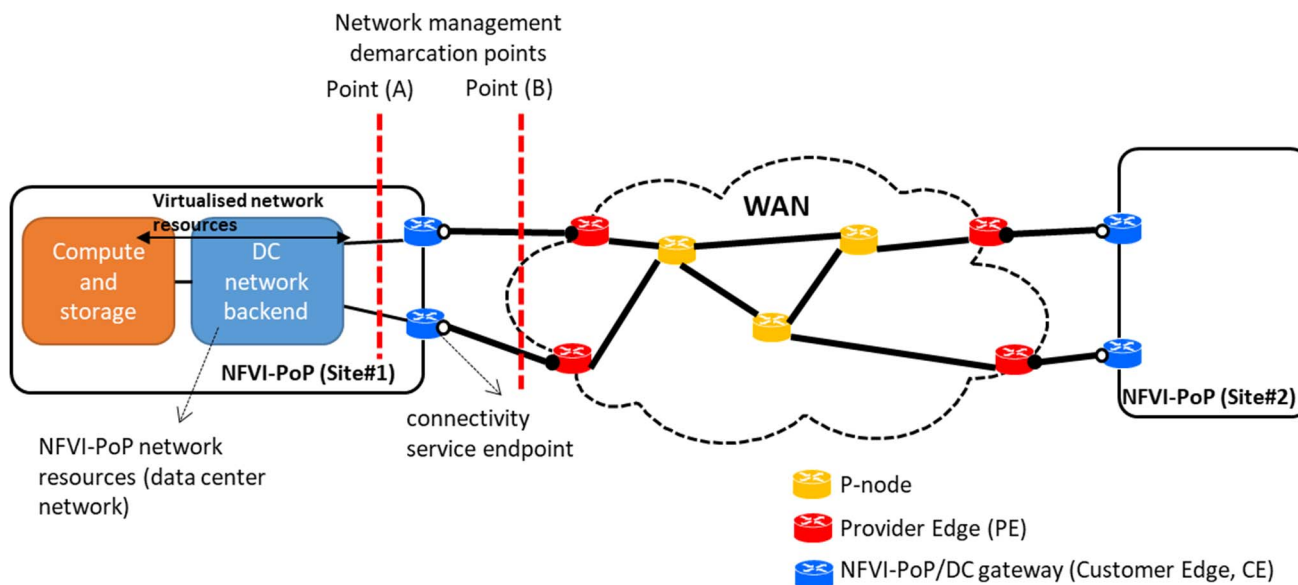 Network management
demarcation points
Point (A)
Point (B)
Virtualised network
resources
WAN
Compute
and
storage
DC
network
backend
NFVI-PoP (Site#1)
NFVI-PoP (Site#2)
connectivity
service endpoint
NFVI-PoP network
resources (data center
network)
P-node
Provider Edge (PE)
NFVI-PoP/DC gateway (Customer Edge, CE)